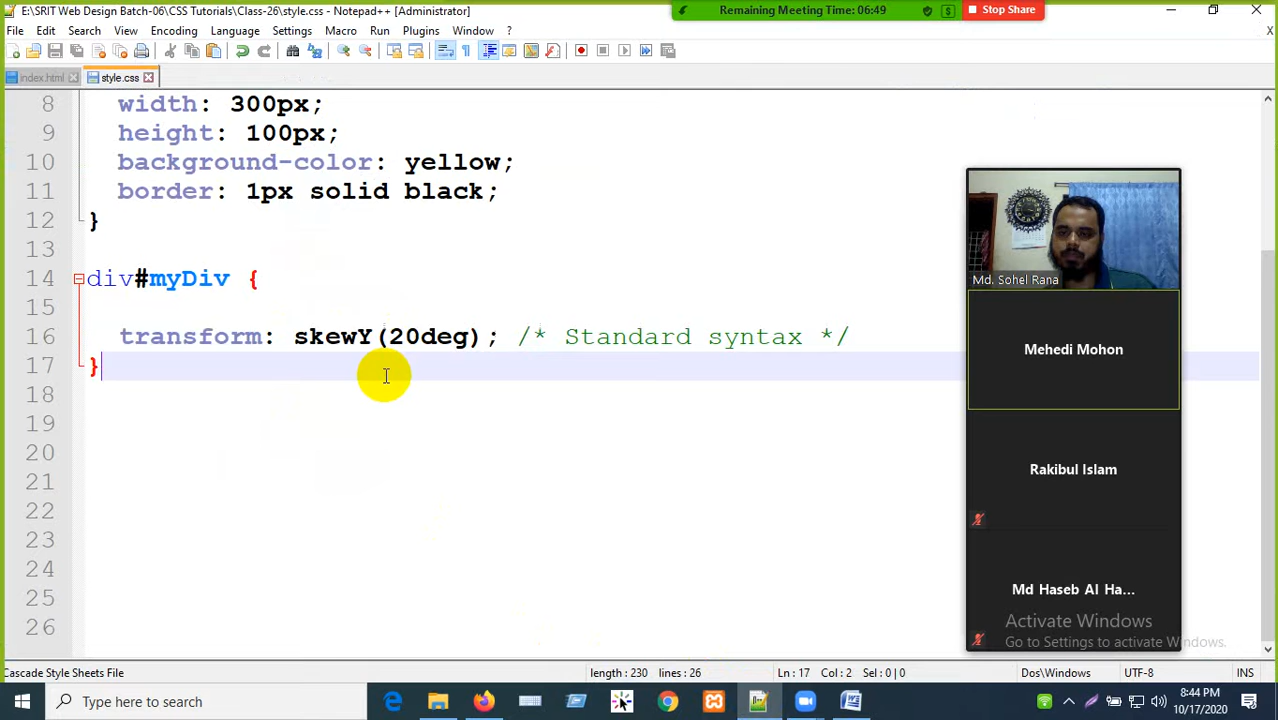 E:\SRIT Web Design Batch-06\CSS Tutorials\Class-26\style.css - Notepad++ [Administrator]
Remaining Meeting Time: 06:49
Stop Share
File Edit Search View Encoding Language Settings Macro Run Plugins Window ?
X
index.html
style.css
8 width: 300px;
9 height: 100px;
10 background-color: yellow;
11 border: 1px solid black;
12 }
13
14 div#myDiv {
15
16 transform: skewY(20deg); /* Standard syntax */
17 }
18
19
20
21
22
23
24
25
26
Md. Sohel Rana
Mehedi Mohon
Rakibul Islam
Md Haseb Al Ha...
Activate Windows
Go to Settings to activate Windows.
Cascade Style Sheets File
length : 230 lines : 26
Ln : 17 Col : 2 Sel : 0 | 0
Dos\Windows
UTF-8
INS
Type here to search
8:44 PM
10/17/2020